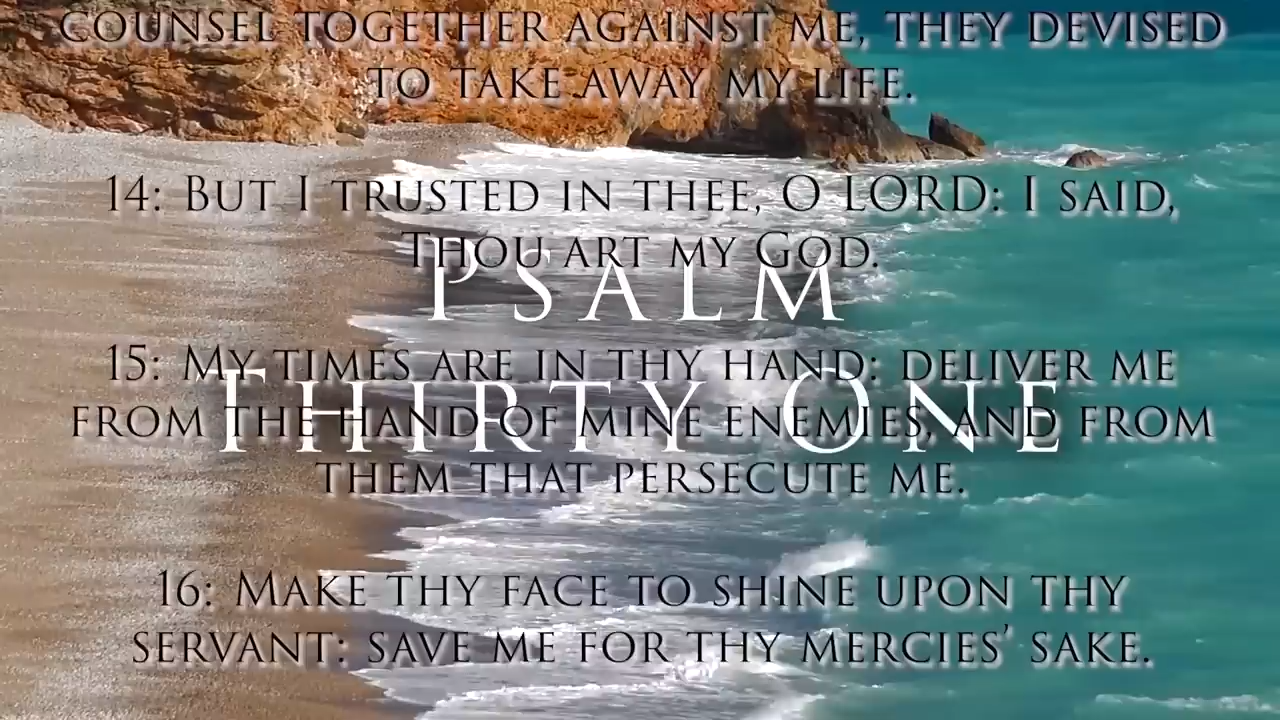 COUNSEL TOGETHER AGAINST ME, THEY DEVISED
TO TAKE AWAY MY LIFE.
14: BUT I TRUSTED IN THEE, O LORD: I SAID,
THOU ART MY GOD.
PSALM
15: MY TIMES ARE IN THY HAND: DELIVER ME
THIRTY ONE
FROM THE HAND OF MINE ENEMIES, AND FROM
THEM THAT PERSECUTE ME.
16: MAKE THY FACE TO SHINE UPON THY
SERVANT: SAVE ME FOR THY MERCIES’ SAKE.